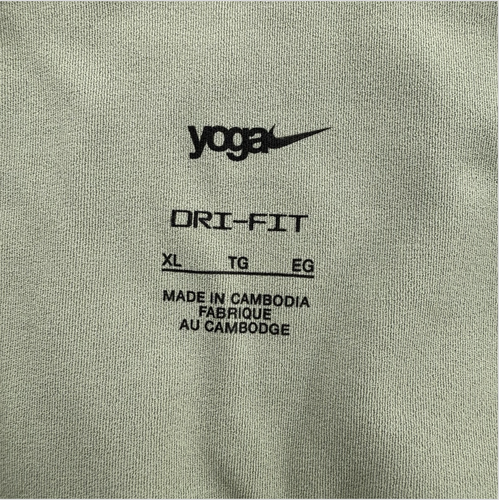 yoga
DRI-FIT
XL TG EG
MADE IN CAMBODIA
FABRIQUE
AU CAMBODGE